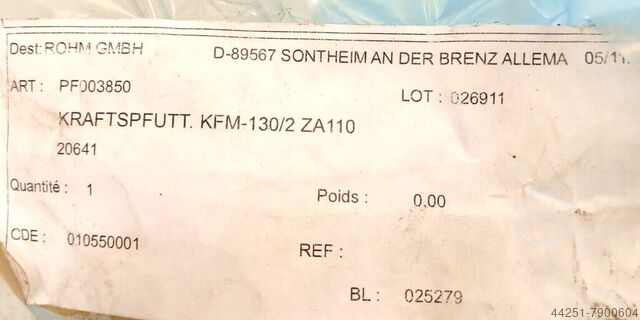 Dest: ROHM GMBH D-89567 SONTHEIM AN DER BRENZ ALLEMA 05/11.
ART : PF003850 LOT : 026911
KRAFTSPFUTT. KFM-130/2 ZA110
20641
Quantité : 1 Poids : 0,00
CDE : 010550001 REF :
BL : 025279
44251-7900604